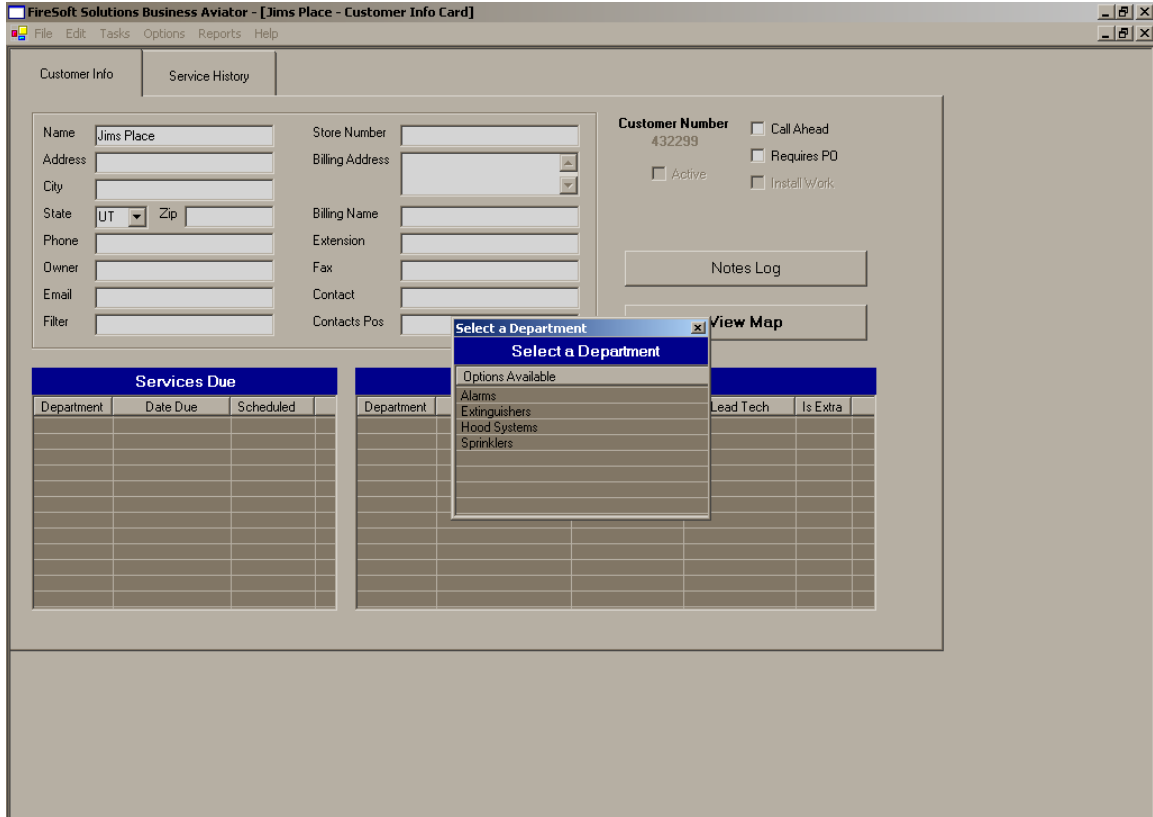 FireSoft Solutions Business Aviator - [Jims Place - Customer Info Card]
File Edit Tasks Options Reports Help
Customer Info Service History
Name Jims Place
Address
City
State UT Zip
Phone
Owner
Email
Filter
Store Number
Billing Address
Billing Name
Extension
Fax
Contact
Contacts Pos
Customer Number
432299
Active
Call Ahead
Requires PO
Install Work
Notes Log
View Map
Select a Department
Select a Department
Options Available
Alarms
Extinguishers
Hood Systems
Sprinklers
Services Due
Department Date Due Scheduled
Department Lead Tech Is Extra